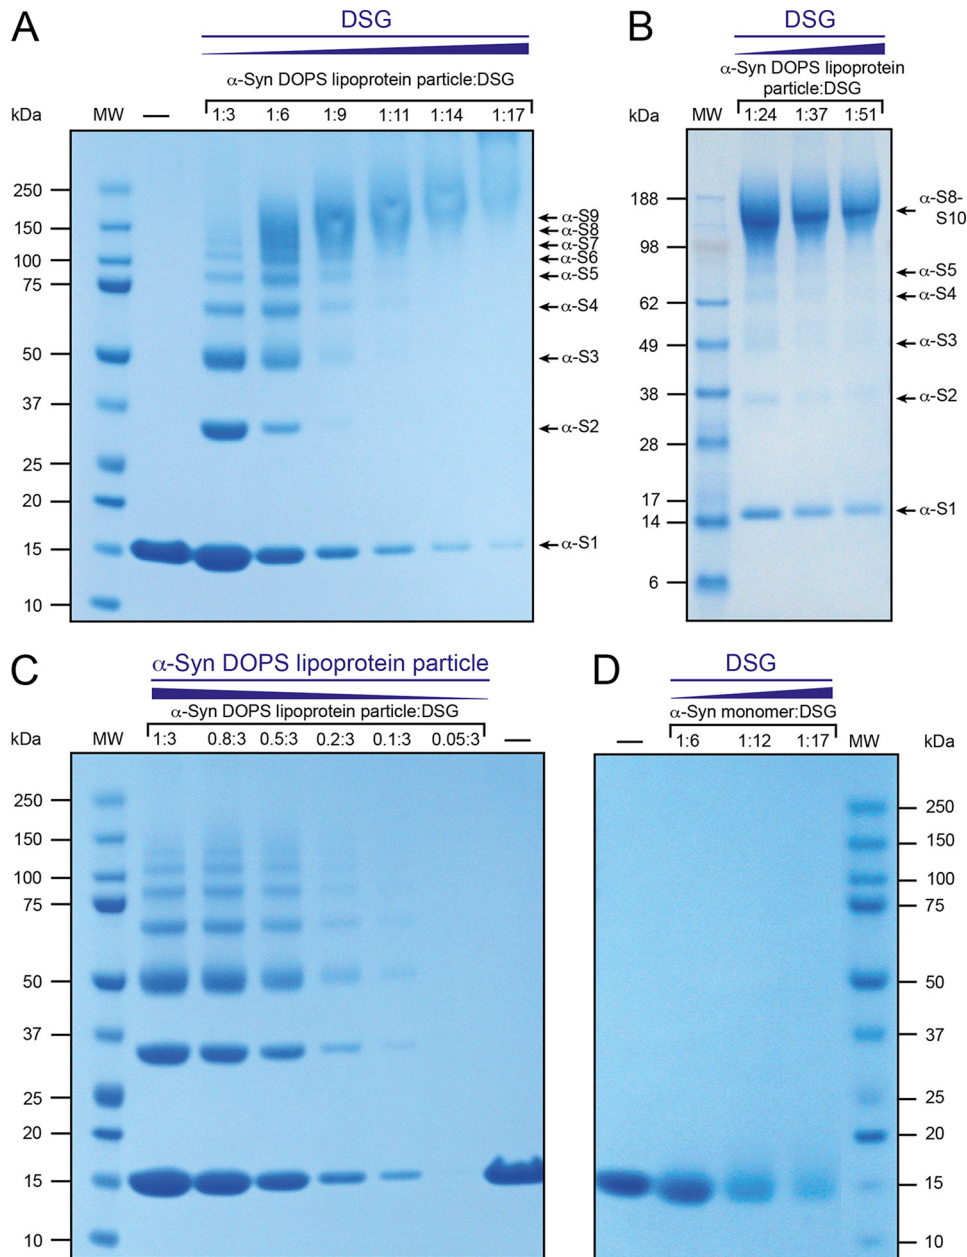 A
DSG
α-Syn DOPS lipoprotein particle:DSG
kDa MW — 1:3 1:6 1:9 1:11 1:14 1:17
250
150
100
75
50
37
25
20
15
10
α-S9
α-S8
α-S7
α-S6
α-S5
α-S4
α-S3
α-S2
α-S1
B
DSG
α-Syn DOPS lipoprotein
particle:DSG
kDa MW 1:24 1:37 1:51
188
98
62
49
38
28
17
14
6
α-S8-
S10
α-S5
α-S4
α-S3
α-S2
α-S1
C
α-Syn DOPS lipoprotein particle
α-Syn DOPS lipoprotein particle:DSG
kDa MW 1:3 0.8:3 0.5:3 0.2:3 0.1:3 0.05:3 —
250
150
100
75
50
37
25
20
15
10
D
DSG
α-Syn monomer:DSG
— 1:6 1:12 1:17 MW kDa
250
150
100
75
50
37
25
20
15
10